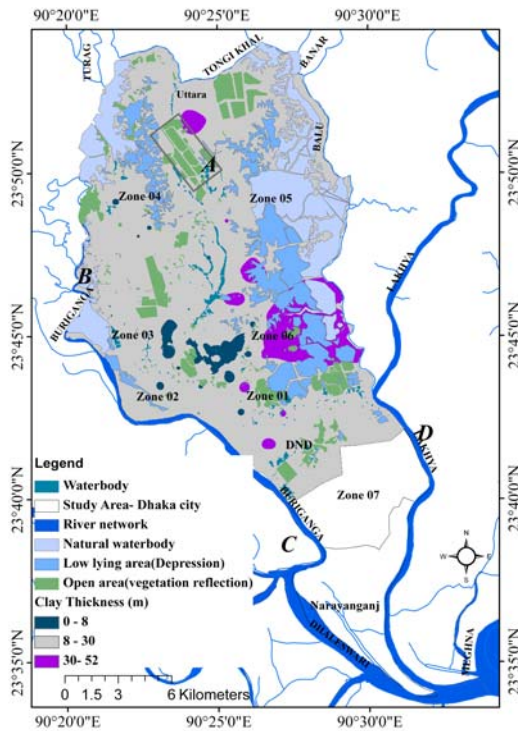 90°20'0"E 90°25'0"E 90°30'0"E
TONGI KHAL
BANAR
TURAG
Uttara
BALU
A
23°50'0"N 23°50'0"N
Zone 04 Zone 05
B
LAKHYA
BURIGANGA
23°45'0"N 23°45'0"N
Zone 03 Zone 06
Zone 02 Zone 01
D
LAKHYA
DND
Legend
Waterbody
Study Area- Dhaka city
River network
Natural waterbody
Low lying area(Depression)
Open area(vegetation reflection)
Clay Thickness (m)
0 - 8
8 - 30
30- 52
0 1.5 3 6 Kilometers
23°40'0"N 23°40'0"N
Zone 07
BURIGANGA
C
N
W E
S
Narayanganj
DHALESWARI
MEGHNA
23°35'0"N 23°35'0"N
90°20'0"E 90°25'0"E 90°30'0"E